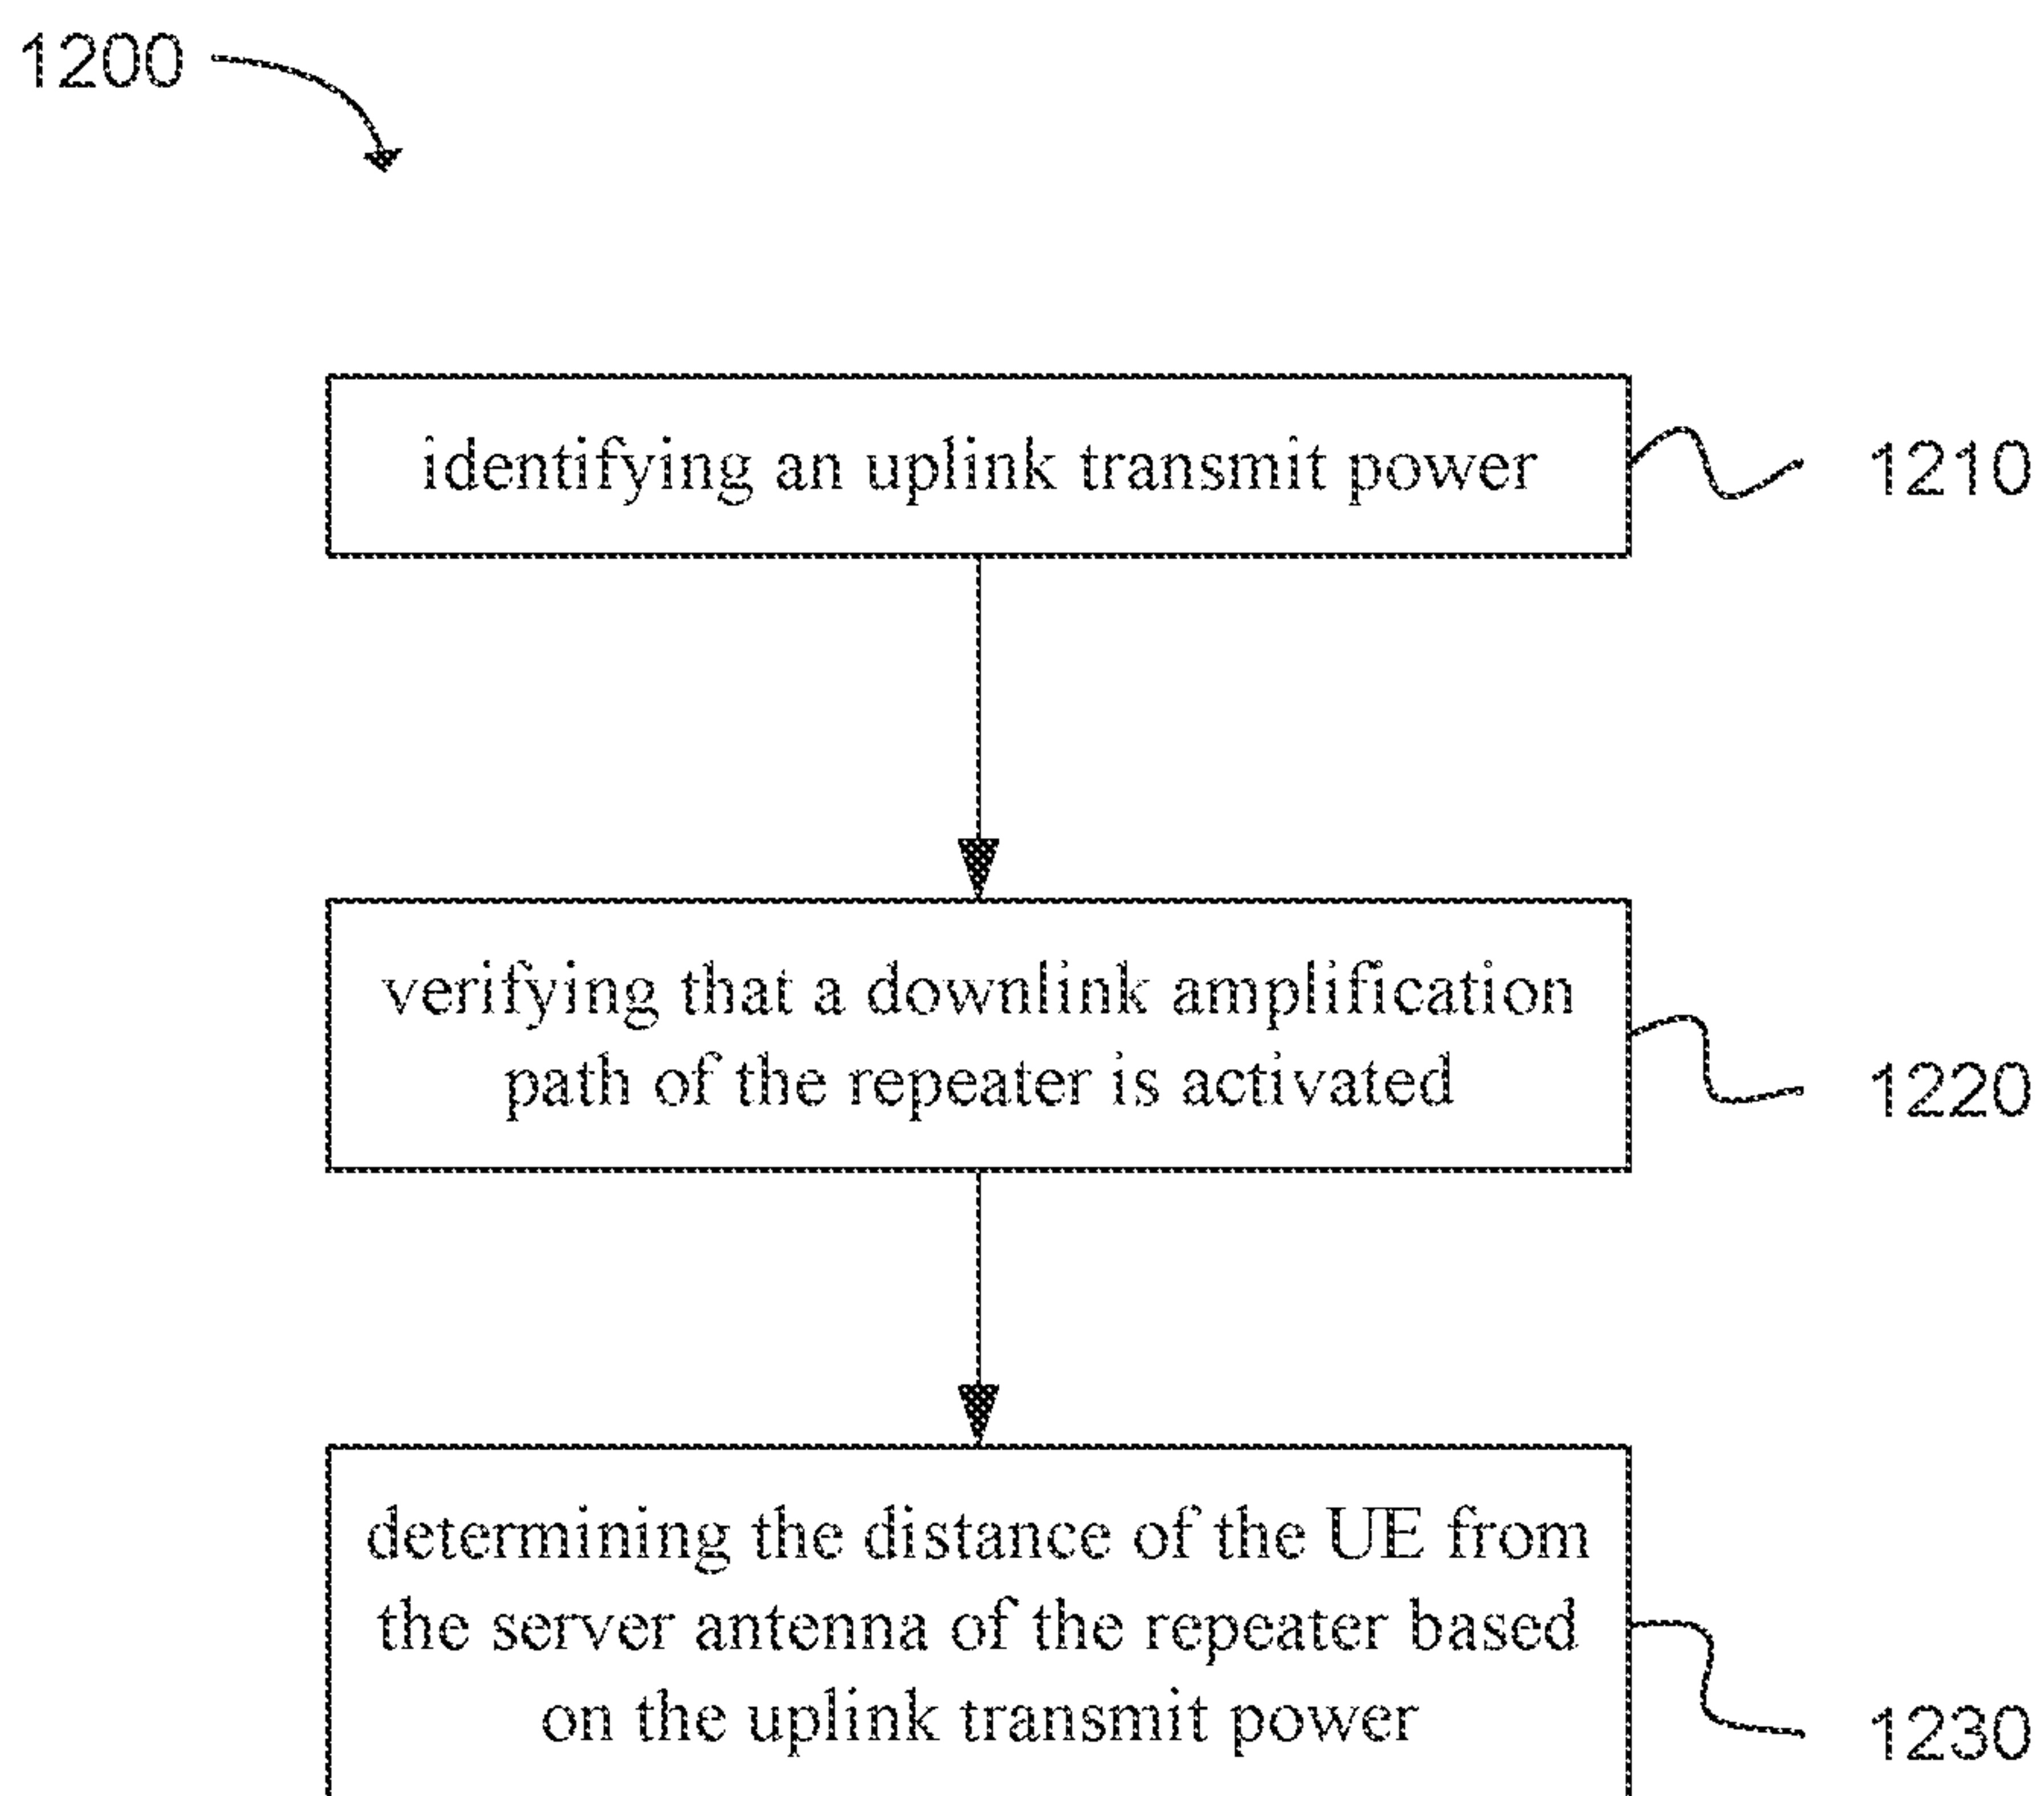 1200
identifying an uplink transmit power
1210
verifying that a downlink amplification
path of the repeater is activated
1220
determining the distance of the UE from
the server antenna of the repeater based
on the uplink transmit power
1230